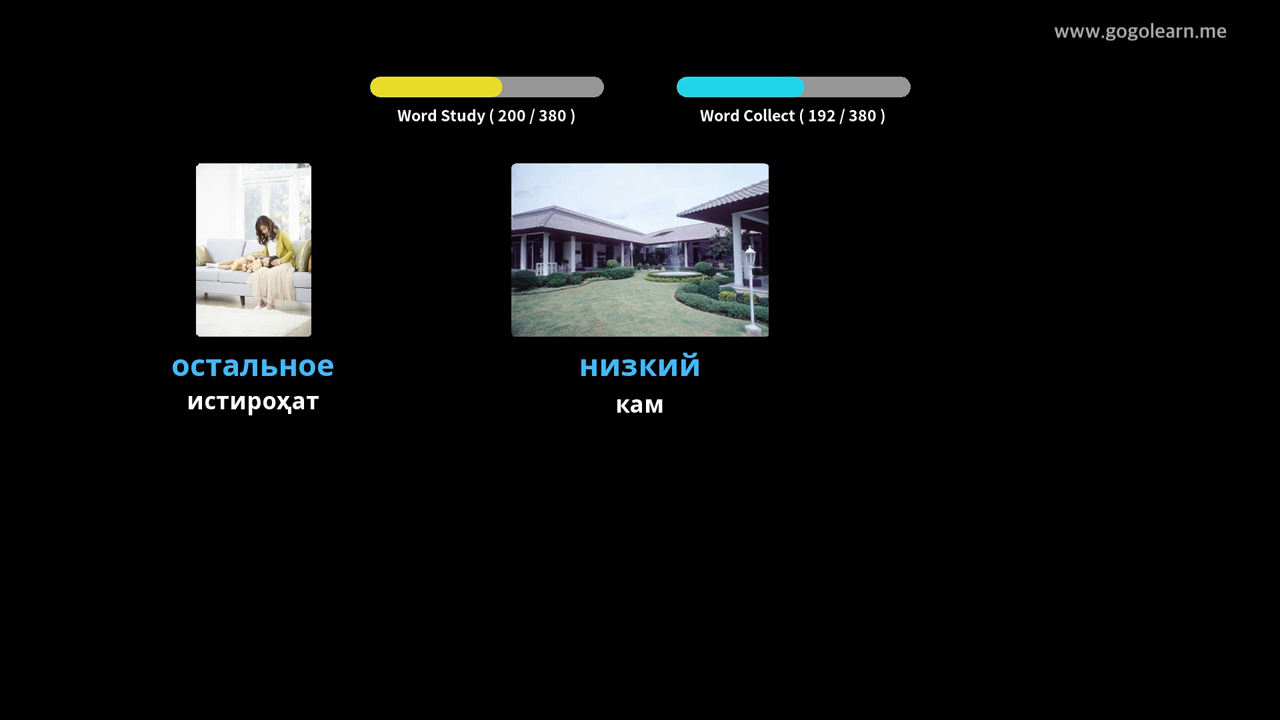 www.gogolearn.me
Word Study ( 200 / 380 )
Word Collect ( 192 / 380 )
остальное
истироҳат
низкий
кам